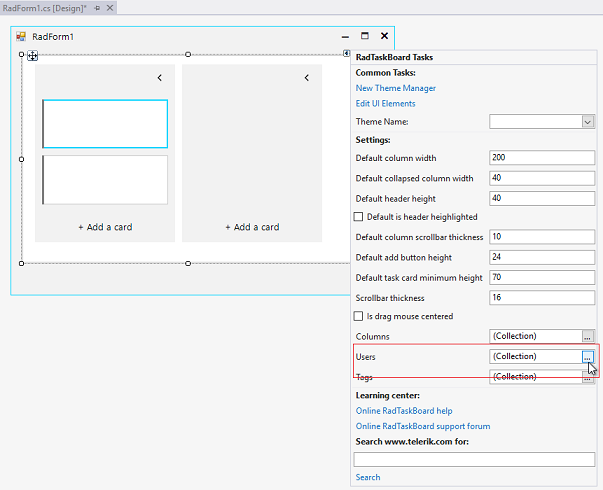 RadForm1.cs [Design]*
RadForm1
RadTaskBoard Tasks
Common Tasks:
New Theme Manager
Edit UI Elements
Theme Name:
Settings:
Default column width 200
Default collapsed column width 40
Default header height 40
Default is header heighlighted
Default column scrollbar thickness 10
Default add button height 24
Default task card minimum height 70
Scrollbar thickness 16
Is drag mouse centered
Columns (Collection) ...
Users (Collection) ...
Tags (Collection) ...
Learning center:
Online RadTaskBoard help
Online RadTaskBoard support forum
Search www.telerik.com for:
Search
+ Add a card
+ Add a card